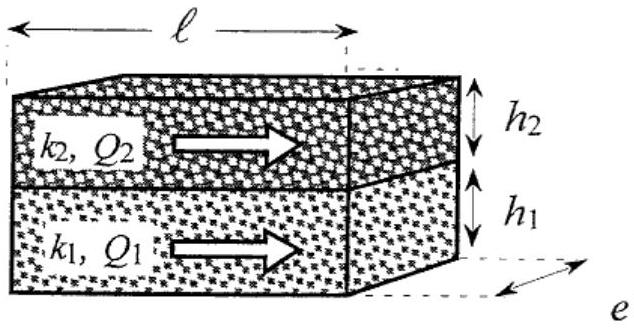 ℓ
k2, Q2
h2
k1, Q1
h1
e